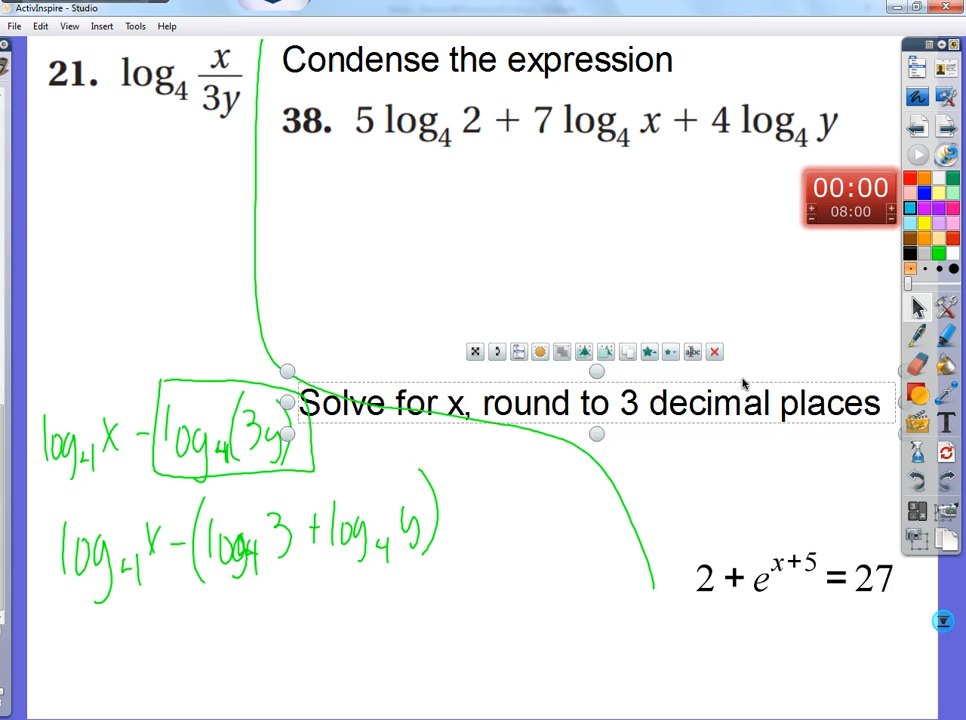 ActivInspire - Studio
File Edit View Insert Tools Help
21. log₄ x/3y
Condense the expression
38. 5 log₄ 2 + 7 log₄ x + 4 log₄ y
00:00
08:00
abc
Solve for x, round to 3 decimal places
log₄ x - log₄(3y)
log₄ x - (log₄ 3 + log₄ y)
2 + e^(x+5) = 27